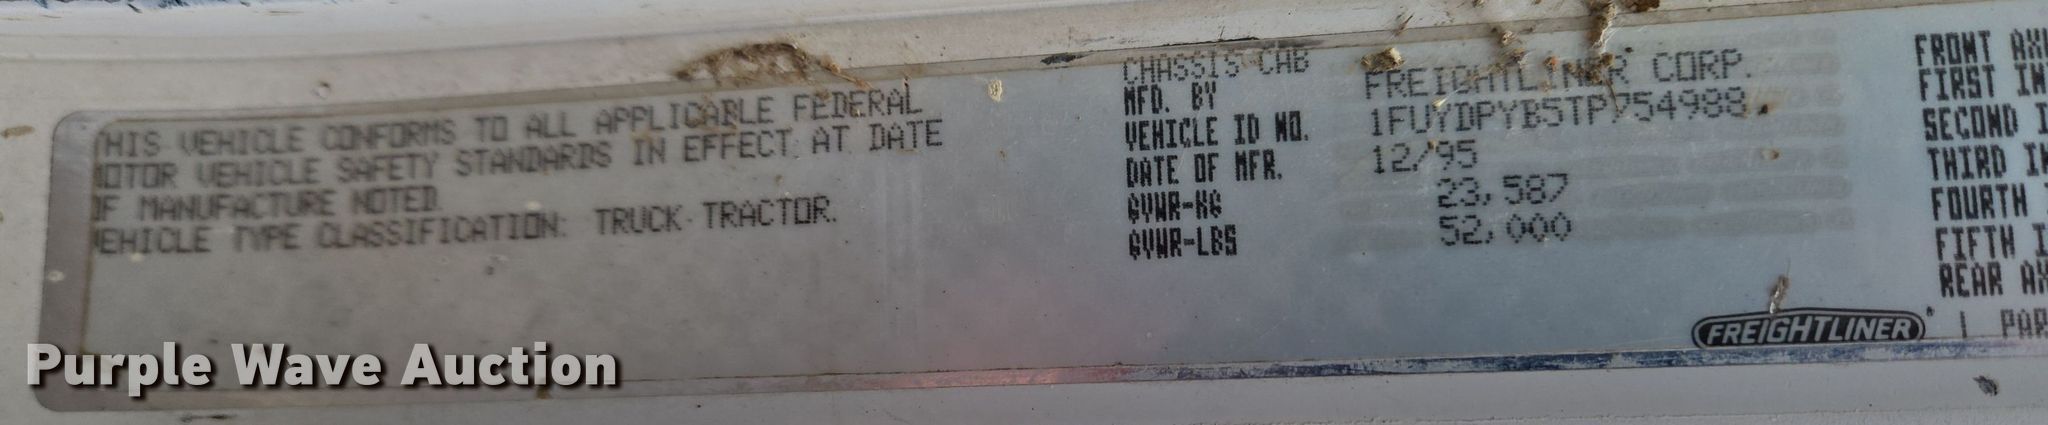 THIS VEHICLE CONFORMS TO ALL APPLICABLE FEDERAL
MOTOR VEHICLE SAFETY STANDARDS IN EFFECT AT DATE
OF MANUFACTURE NOTED.
VEHICLE TYPE CLASSIFICATION: TRUCK-TRACTOR.
CHASSIS-CAB
MFD. BY FREIGHTLINER CORP.
VEHICLE ID NO. 1FUYDPYB5TP754988
DATE OF MFR. 12/95
GVWR-KG 23,587
GVWR-LBS 52,000
FRONT AX
FIRST IN
SECOND I
THIRD IN
FOURTH
FIFTH I
REAR AX
1 PAR
FREIGHTLINER
Purple Wave Auction